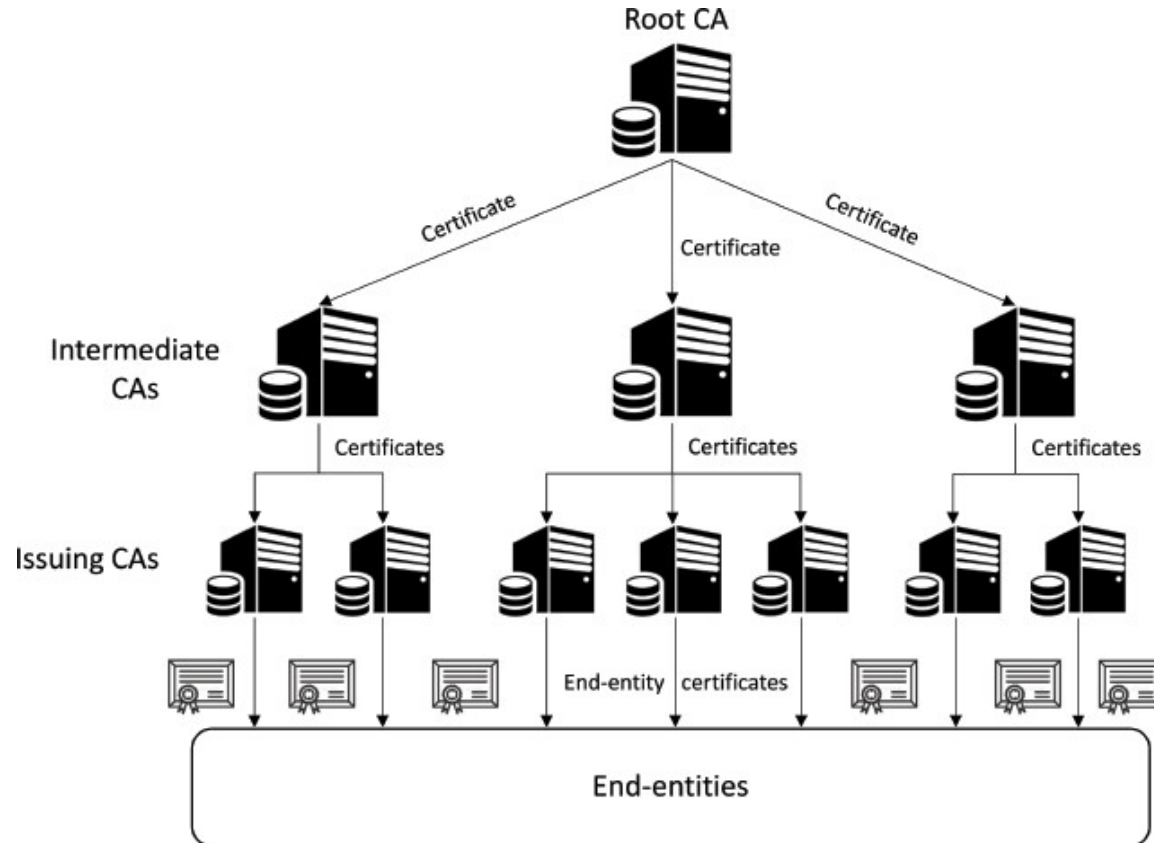 Root CA
Certificate
Certificate
Certificate
Intermediate
CAs
Certificates
Certificates
Certificates
Issuing CAs
End-entity certificates
End-entities